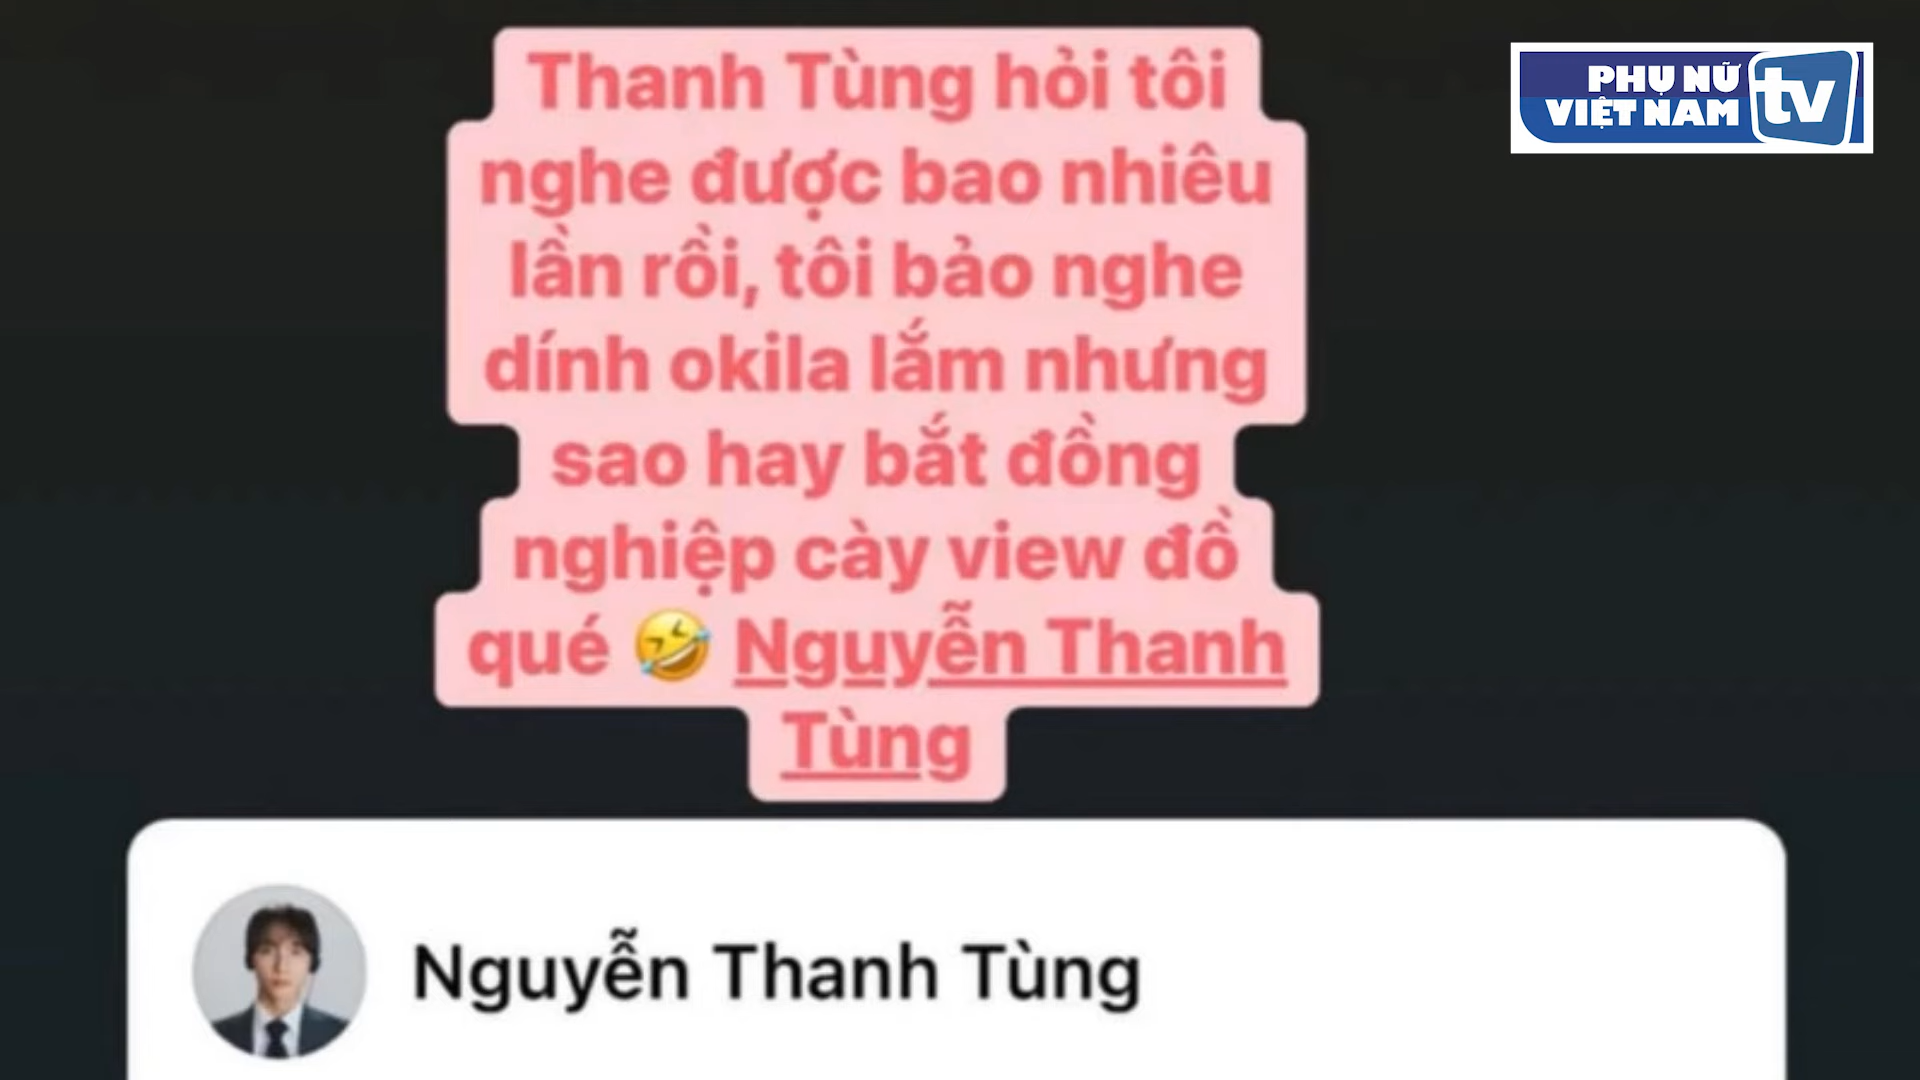 PHỤ NỮ
VIỆT NAM
tv
Thanh Tùng hỏi tôi
nghe được bao nhiêu
lần rồi, tôi bảo nghe
dính okila lắm nhưng
sao hay bắt đồng
nghiệp cày view đồ
qué 🤣 Nguyễn Thanh
Tùng
Nguyễn Thanh Tùng